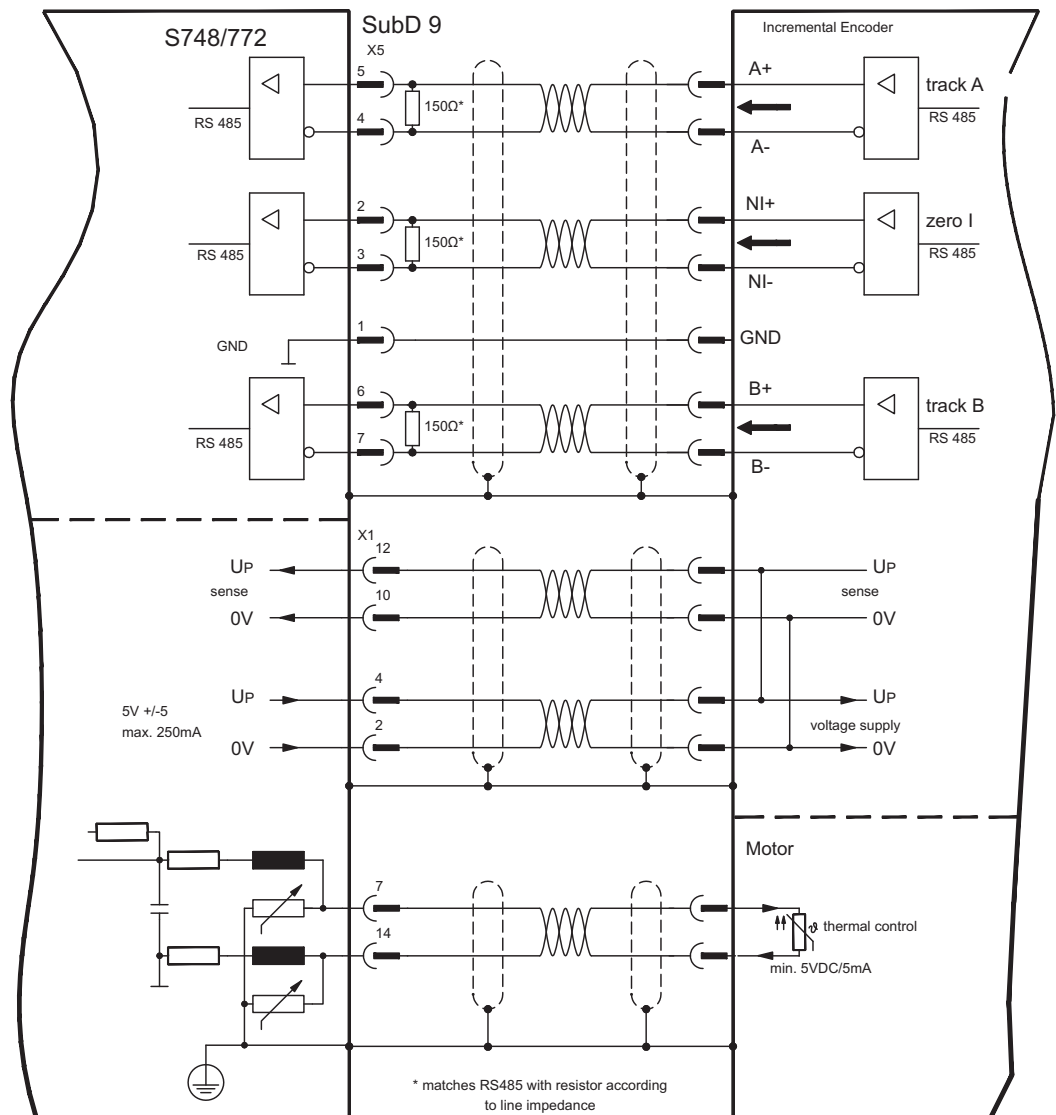 S748/772
SubD 9
Incremental Encoder
X5
5
4
RS 485
150Ω*
A+
A-
track A
RS 485
2
3
RS 485
150Ω*
NI+
NI-
zero I
RS 485
GND
1
GND
6
7
RS 485
150Ω*
B+
B-
track B
RS 485
X1
12
UP
sense
0V
10
UP
sense
0V
4
UP
5V +/-5
max. 250mA
0V
2
UP
voltage supply
0V
Motor
7
14
ϑ thermal control
min. 5VDC/5mA
* matches RS485 with resistor according
to line impedance